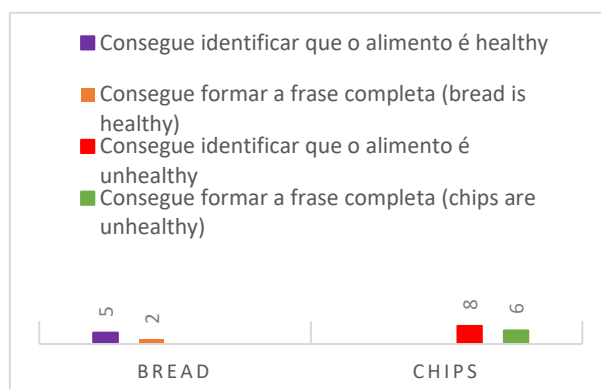 Consegue identificar que o alimento é healthy
Consegue formar a frase completa (bread is
healthy)
Consegue identificar que o alimento é
unhealthy
Consegue formar a frase completa (chips are
unhealthy)
5 2 8 6
BREAD CHIPS